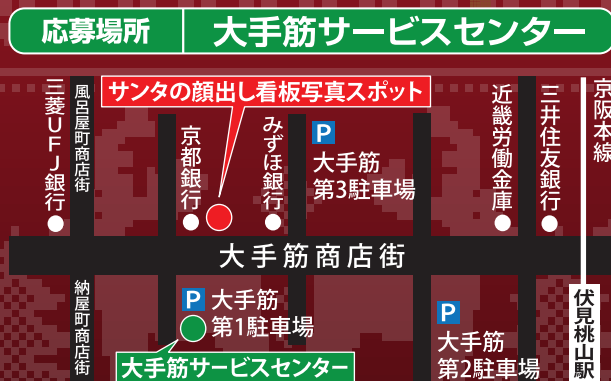 応募場所 大手筋サービスセンター
サンタの顔出し看板写真スポット
三菱UFJ銀行
風呂屋町商店街
京都銀行
みずほ銀行
P
大手筋
第3駐車場
近畿労働金庫
三井住友銀行
京阪本線
大手筋商店街
納屋町商店街
P 大手筋
第1駐車場
大手筋サービスセンター
P
大手筋
第2駐車場
伏見桃山駅